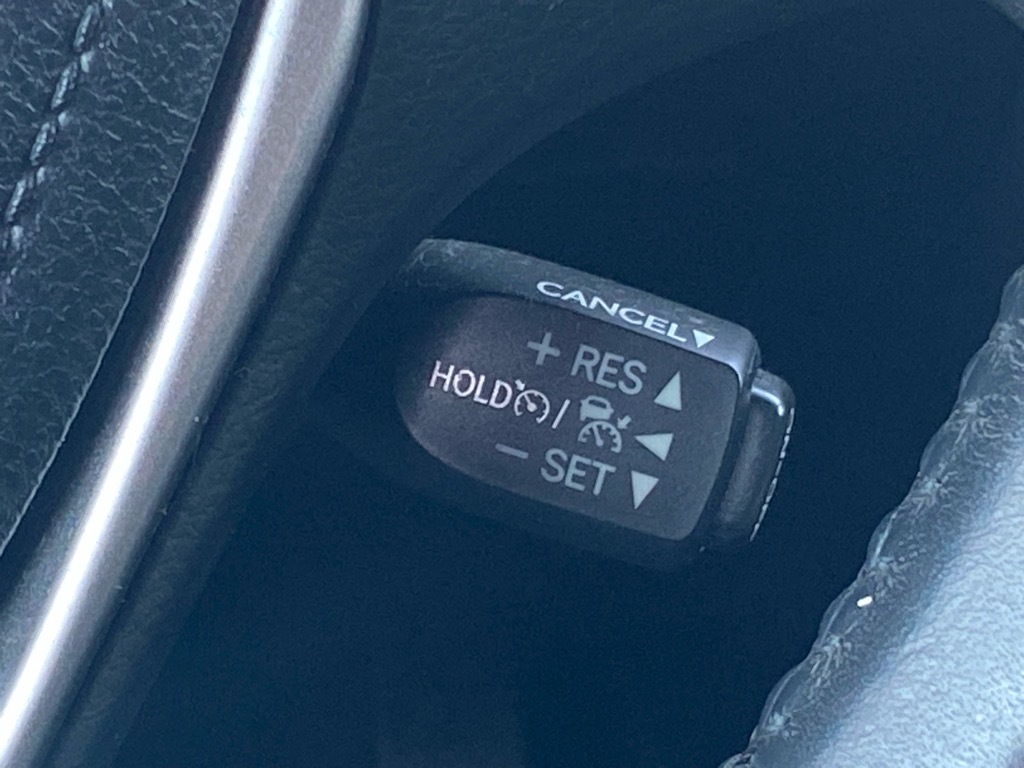 CANCEL▼
+ RES ▲
HOLD / ◀
− SET ▼